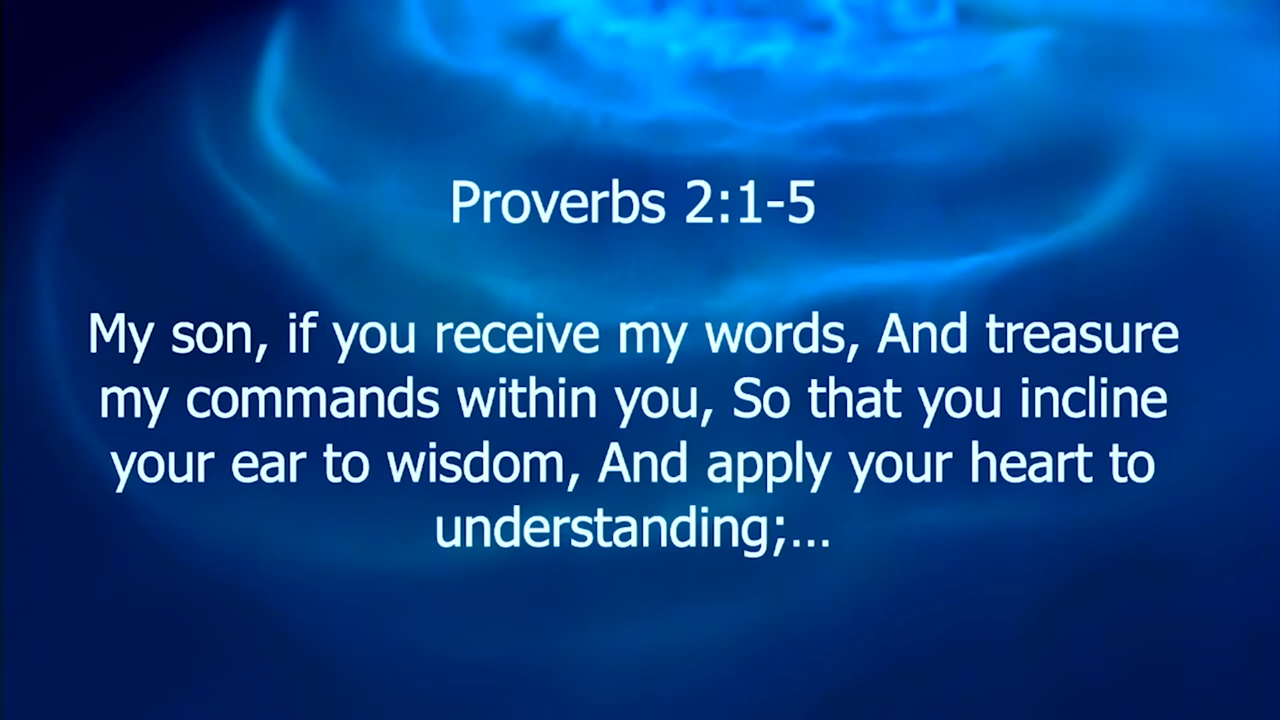 Proverbs 2:1-5
My son, if you receive my words, And treasure
my commands within you, So that you incline
your ear to wisdom, And apply your heart to
understanding;...